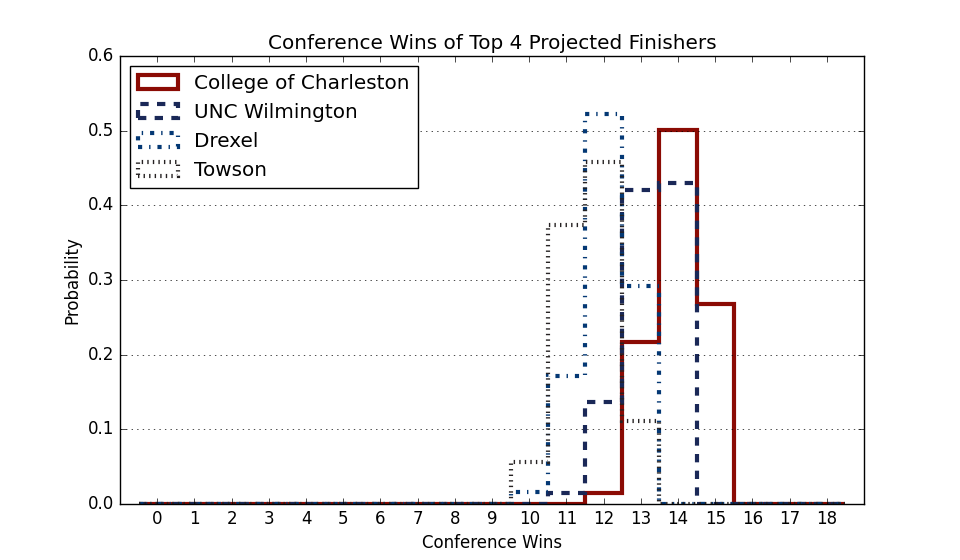 Conference Wins of Top 4 Projected Finishers
0.6
College of Charleston
UNC Wilmington
Drexel
Towson
0.5
0.4
0.3
0.2
0.1
0.0
Probability
0 1 2 3 4 5 6 7 8 9 10 11 12 13 14 15 16 17 18
Conference Wins